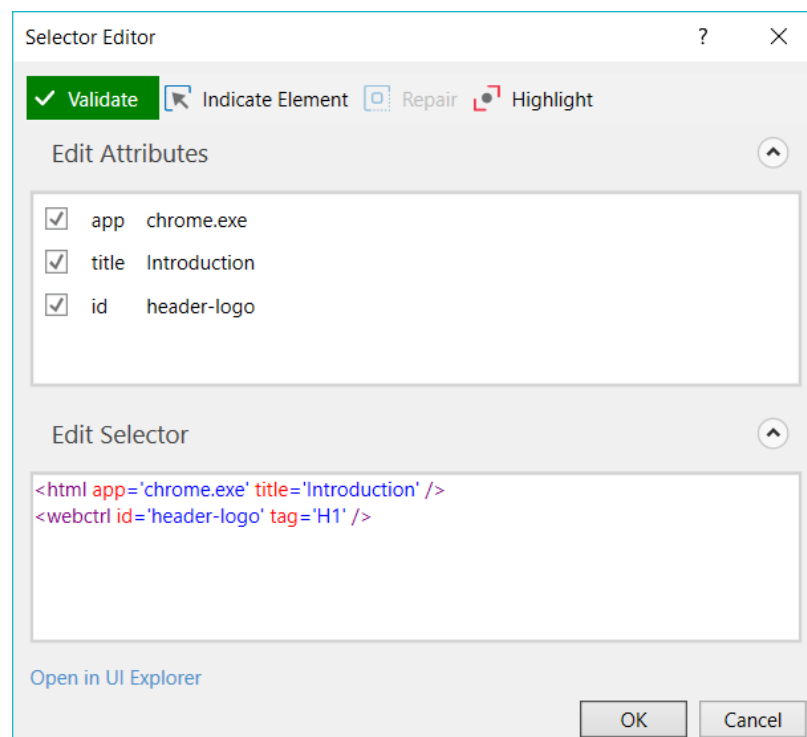 Selector Editor ?
Validate Indicate Element Repair Highlight
Edit Attributes
app chrome.exe
title Introduction
id header-logo
Edit Selector
<html app='chrome.exe' title='Introduction' />
<webctrl id='header-logo' tag='H1' />
Open in UI Explorer
OK Cancel